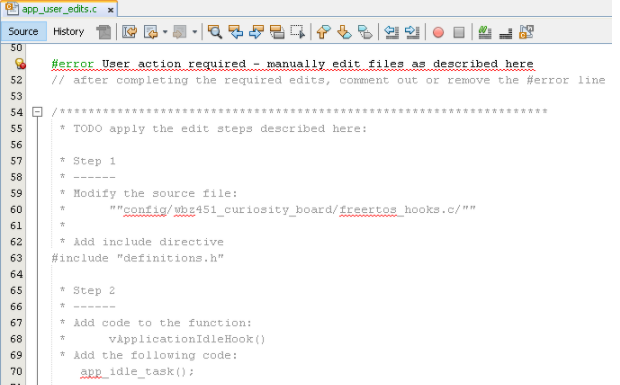 app_user_edits.c
Source History
50
51 #error User action required - manually edit files as described here
52 // after completing the required edits, comment out or remove the #error line
53
54 /*********************************************************************
55 * TODO apply the edit steps described here:
56
57 * Step 1
58 * ------
59 * Modify the source file:
60 * ""config/wbz451_curiosity_board/freertos_hooks.c/""
61 *
62 * Add include directive
63 #include "definitions.h"
64
65 * Step 2
66 * ------
67 * Add code to the function:
68 * vApplicationIdleHook()
69 * Add the following code:
70 app_idle_task();